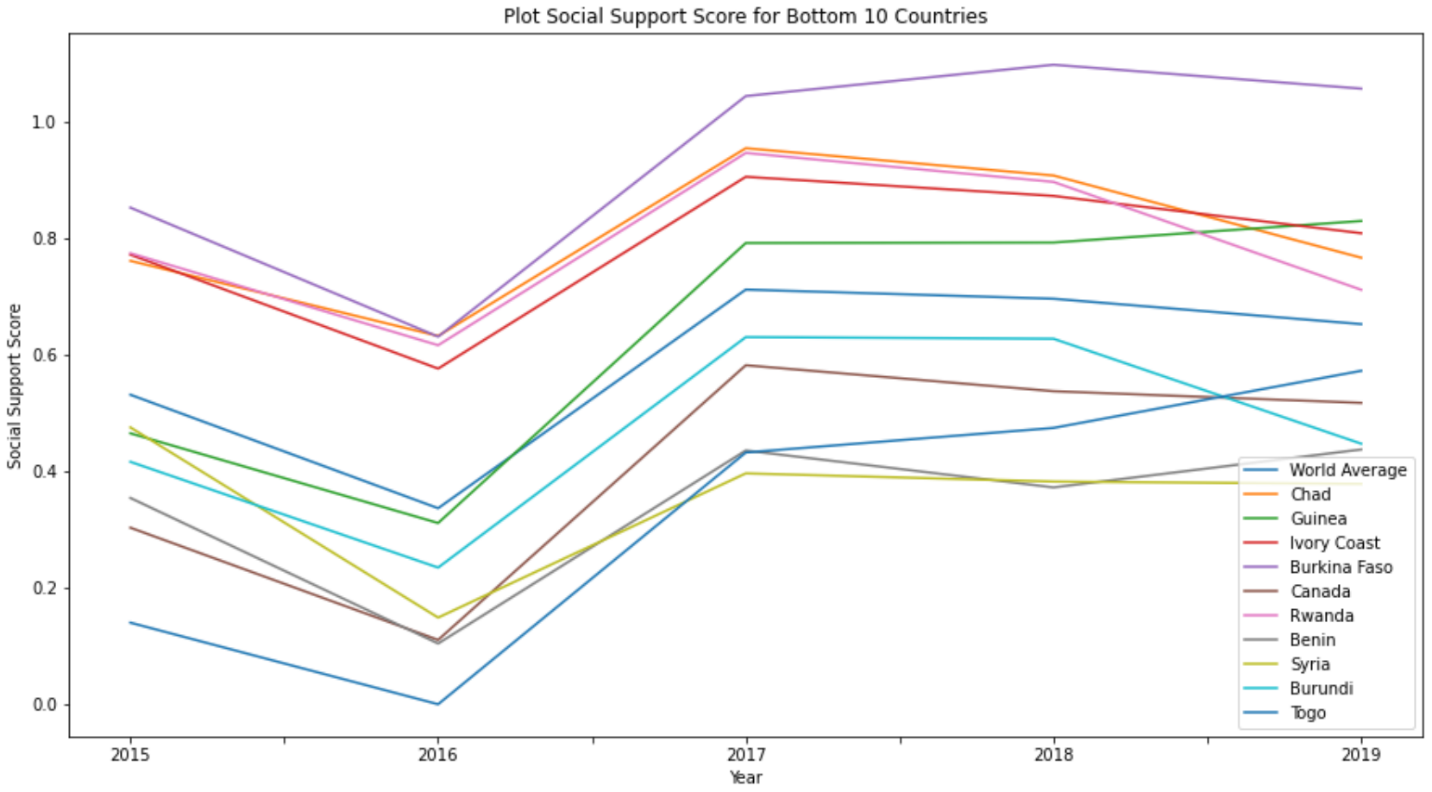 Plot Social Support Score for Bottom 10 Countries
Social Support Score
1.0
0.8
0.6
0.4
0.2
0.0
World Average
Chad
Guinea
Ivory Coast
Burkina Faso
Canada
Rwanda
Benin
Syria
Burundi
Togo
2015
2016
2017
2018
2019
Year